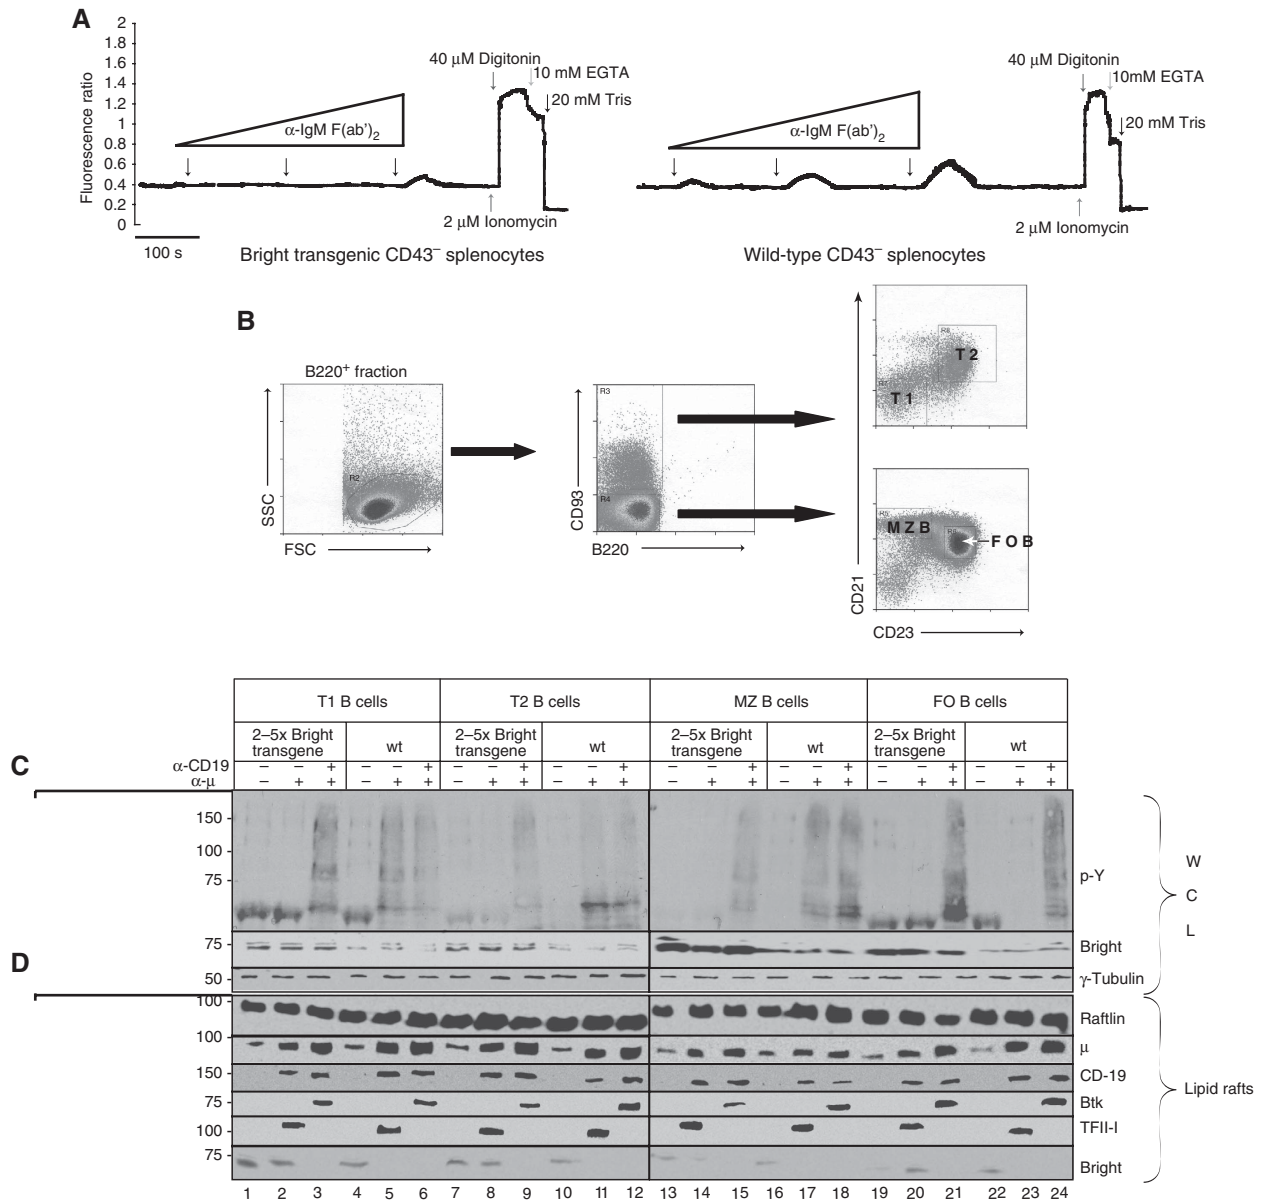 A
2
1.8
1.6
1.4
1.2
1
0.8
0.6
0.4
0.2
0
Fluorescence ratio
100 s
α-IgM F(ab')2
40 μM Digitonin
10 mM EGTA
20 mM Tris
2 μM Ionomycin
Bright transgenic CD43− splenocytes
α-IgM F(ab')2
40 μM Digitonin
10mM EGTA
20 mM Tris
2 μM Ionomycin
Wild-type CD43− splenocytes
B
B220+ fraction
SSC
R2
FSC
CD93
R3
R4
B220
R8
T 2
T 1
R5
M Z B
F O B
CD21
CD23
T1 B cells T2 B cells MZ B cells FO B cells
2–5x Bright transgene wt 2–5x Bright transgene wt 2–5x Bright transgene wt 2–5x Bright transgene wt
C
α-CD19 − − + − − + − − + − − + − − + − − + − − + − − +
α-μ − + + − + + − + + − + + − + + − + + − + + − + +
150
100
75
p-Y
75
Bright
50
γ-Tubulin
W
C
L
D
100
Raftlin
100
μ
150
CD-19
75
Btk
100
TFII-I
75
Bright
Lipid rafts
1 2 3 4 5 6 7 8 9 10 11 12 13 14 15 16 17 18 19 20 21 22 23 24